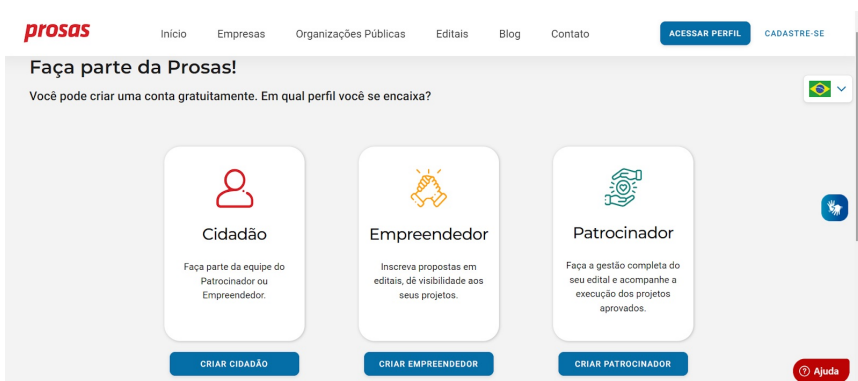 prosas
Início Empresas Organizações Públicas Editais Blog Contato ACESSAR PERFIL CADASTRE-SE
Faça parte da Prosas!
Você pode criar uma conta gratuitamente. Em qual perfil você se encaixa?
Cidadão
Faça parte da equipe do
Patrocinador ou
Empreendedor.
CRIAR CIDADÃO
Empreendedor
Inscreva propostas em
editais, dê visibilidade aos
seus projetos.
CRIAR EMPREENDEDOR
Patrocinador
Faça a gestão completa do
seu edital e acompanhe a
execução dos projetos
aprovados.
CRIAR PATROCINADOR
Ajuda